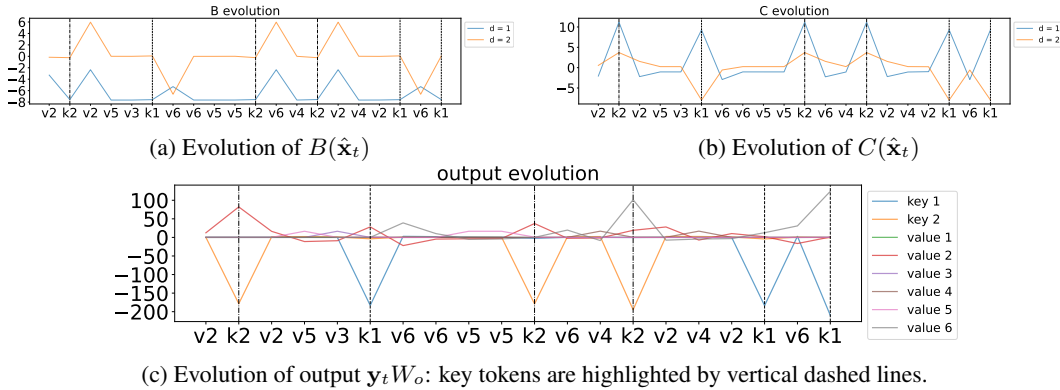 B evolution
6
4
2
0
−2
−4
−6
−8
v2 k2 v2 v5 v3 k1 v6 v5 v5 k2 v6 k2 v4 v2 k1 v6 k1
d = 1
d = 2
(a) Evolution of B(x̂t)
C evolution
10
5
0
−5
v2 k2 v2 v5 v3 k1 v6 v5 v5 k2 v6 v4 k2 v4 v2 k1 v6 k1
d = 1
d = 2
(b) Evolution of C(x̂t)
output evolution
100
50
0
−50
−100
−150
−200
v2 k2 v2 v5 v3 k1 v6 v6 v5 v5 k2 v6 v4 k2 v6 v4 v2 k1 v6 k1
key 1
key 2
value 1
value 2
value 3
value 4
value 5
value 6
(c) Evolution of output ytWo: key tokens are highlighted by vertical dashed lines.